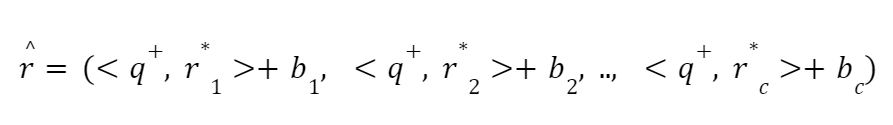 r̂ = (< q⁺, r*₁ >+ b₁, < q⁺, r*₂ >+ b₂, .., < q⁺, r*_c >+ b_c)